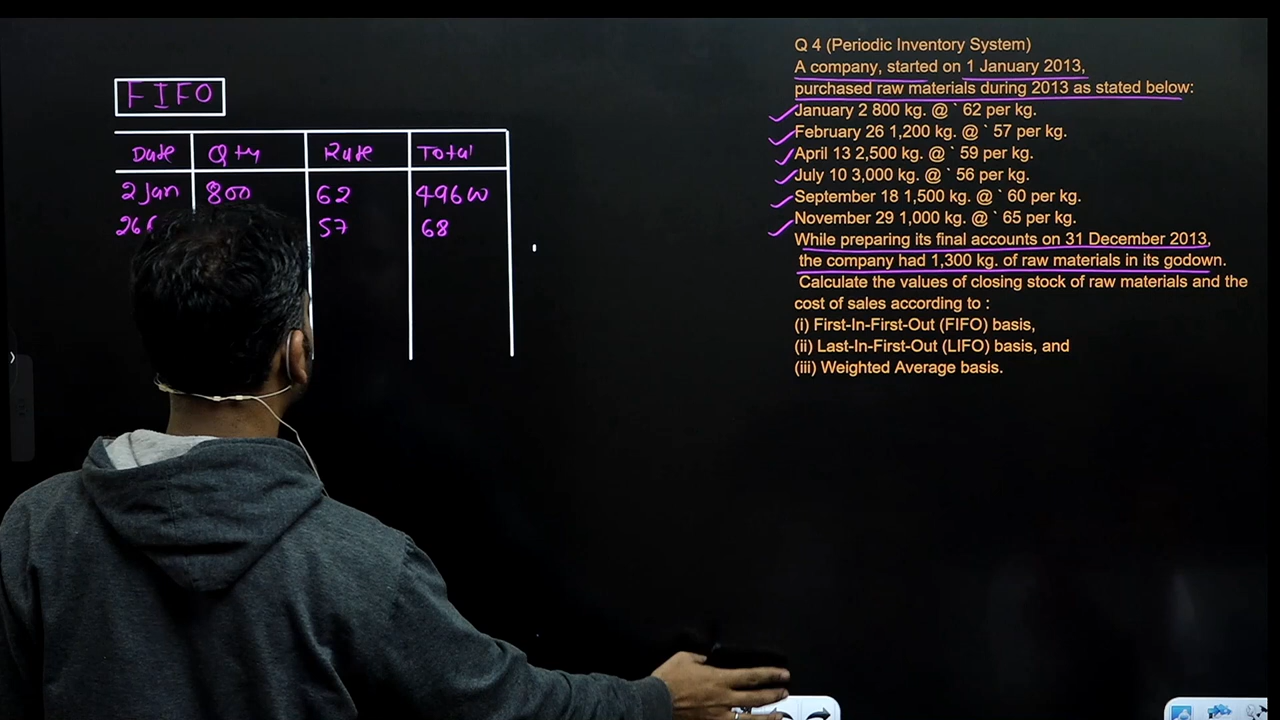 FIFO
Date Qty Rate Total
2 Jan 800 62 49600
26 57 68
Q 4 (Periodic Inventory System)
A company, started on 1 January 2013,
purchased raw materials during 2013 as stated below:
January 2 800 kg. @ ` 62 per kg.
February 26 1,200 kg. @ ` 57 per kg.
April 13 2,500 kg. @ ` 59 per kg.
July 10 3,000 kg. @ ` 56 per kg.
September 18 1,500 kg. @ ` 60 per kg.
November 29 1,000 kg. @ ` 65 per kg.
While preparing its final accounts on 31 December 2013,
the company had 1,300 kg. of raw materials in its godown.
Calculate the values of closing stock of raw materials and the
cost of sales according to :
(i) First-In-First-Out (FIFO) basis,
(ii) Last-In-First-Out (LIFO) basis, and
(iii) Weighted Average basis.